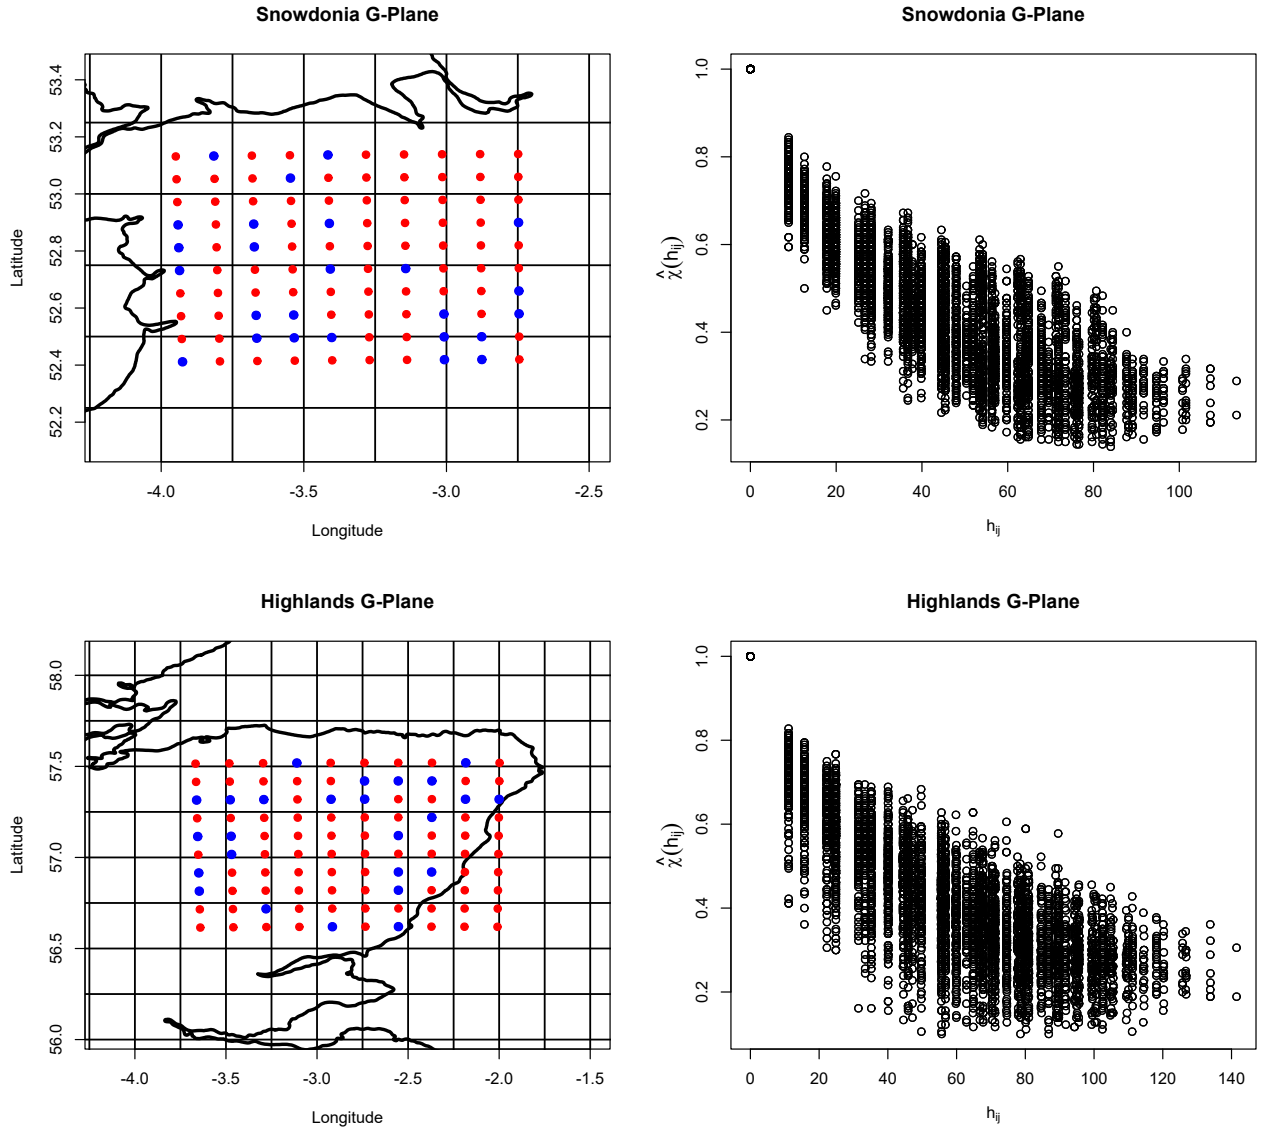 Snowdonia G-Plane
53.4
53.2
53.0
52.8
52.6
52.4
52.2
Latitude
-4.0 -3.5 -3.0 -2.5
Longitude
Snowdonia G-Plane
1.0
0.8
0.6
0.4
0.2
χ̂(hij)
0 20 40 60 80 100
hij
Highlands G-Plane
58.0
57.5
57.0
56.5
56.0
Latitude
-4.0 -3.5 -3.0 -2.5 -2.0 -1.5
Longitude
Highlands G-Plane
1.0
0.8
0.6
0.4
0.2
χ̂(hij)
0 20 40 60 80 100 120 140
hij